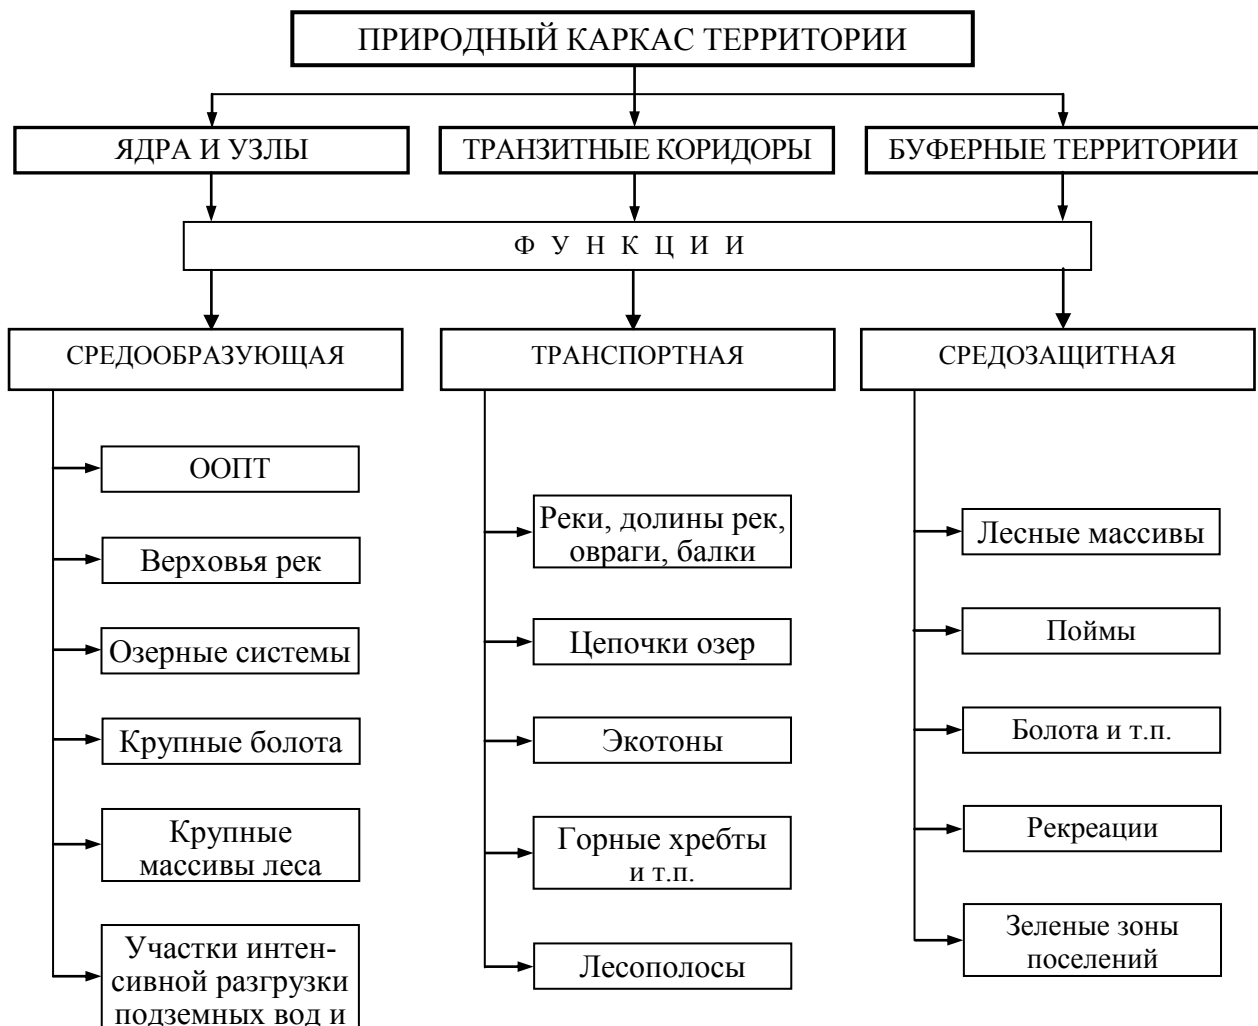 ПРИРОДНЫЙ КАРКАС ТЕРРИТОРИИ
ЯДРА И УЗЛЫ
ТРАНЗИТНЫЕ КОРИДОРЫ
БУФЕРНЫЕ ТЕРРИТОРИИ
Ф У Н К Ц И И
СРЕДООБРАЗУЮЩАЯ
ТРАНСПОРТНАЯ
СРЕДОЗАЩИТНАЯ
ООПТ
Верховья рек
Озерные системы
Крупные болота
Крупные
массивы леса
Участки интен-
сивной разгрузки
подземных вод и
Реки, долины рек,
овраги, балки
Цепочки озер
Экотоны
Горные хребты
и т.п.
Лесополосы
Лесные массивы
Поймы
Болота и т.п.
Рекреации
Зеленые зоны
поселений